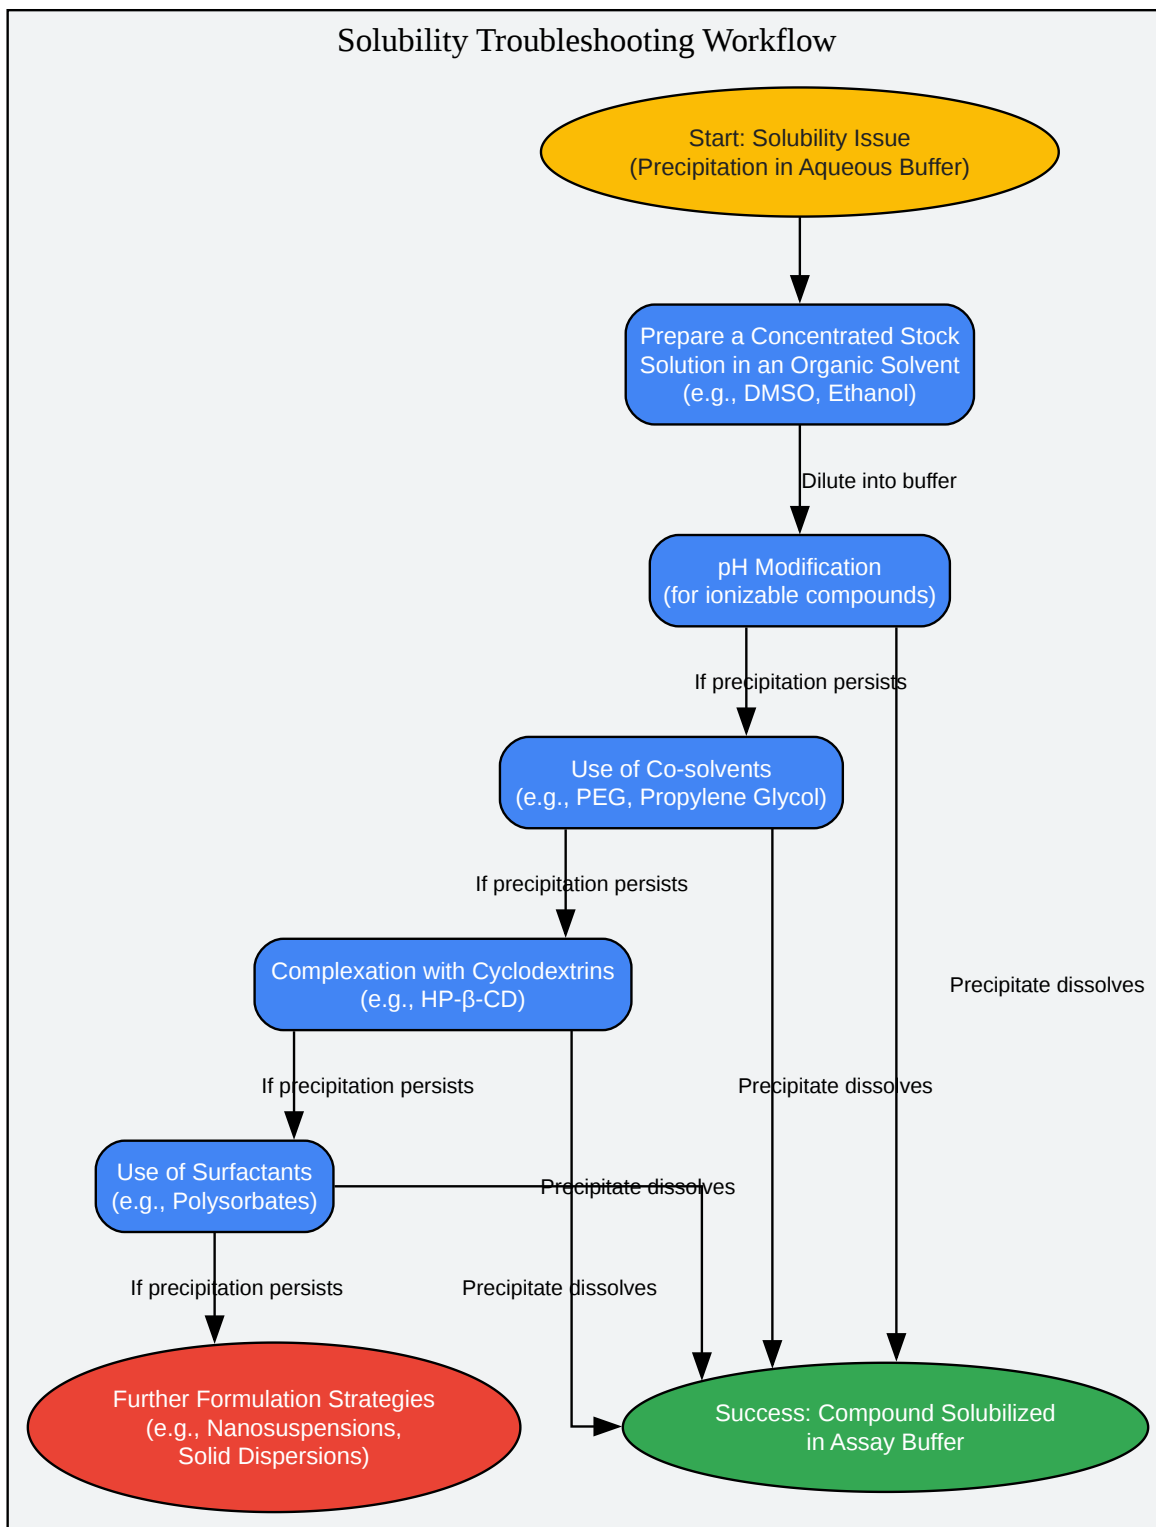 Solubility Troubleshooting Workflow
Start: Solubility Issue
(Precipitation in Aqueous Buffer)
Prepare a Concentrated Stock
Solution in an Organic Solvent
(e.g., DMSO, Ethanol)
Dilute into buffer
pH Modification
(for ionizable compounds)
If precipitation persists
Use of Co-solvents
(e.g., PEG, Propylene Glycol)
If precipitation persists
Complexation with Cyclodextrins
(e.g., HP-β-CD)
Precipitate dissolves
If precipitation persists
Precipitate dissolves
Use of Surfactants
(e.g., Polysorbates)
Precipitate dissolves
If precipitation persists
Precipitate dissolves
Further Formulation Strategies
(e.g., Nanosuspensions,
Solid Dispersions)
Success: Compound Solubilized
in Assay Buffer